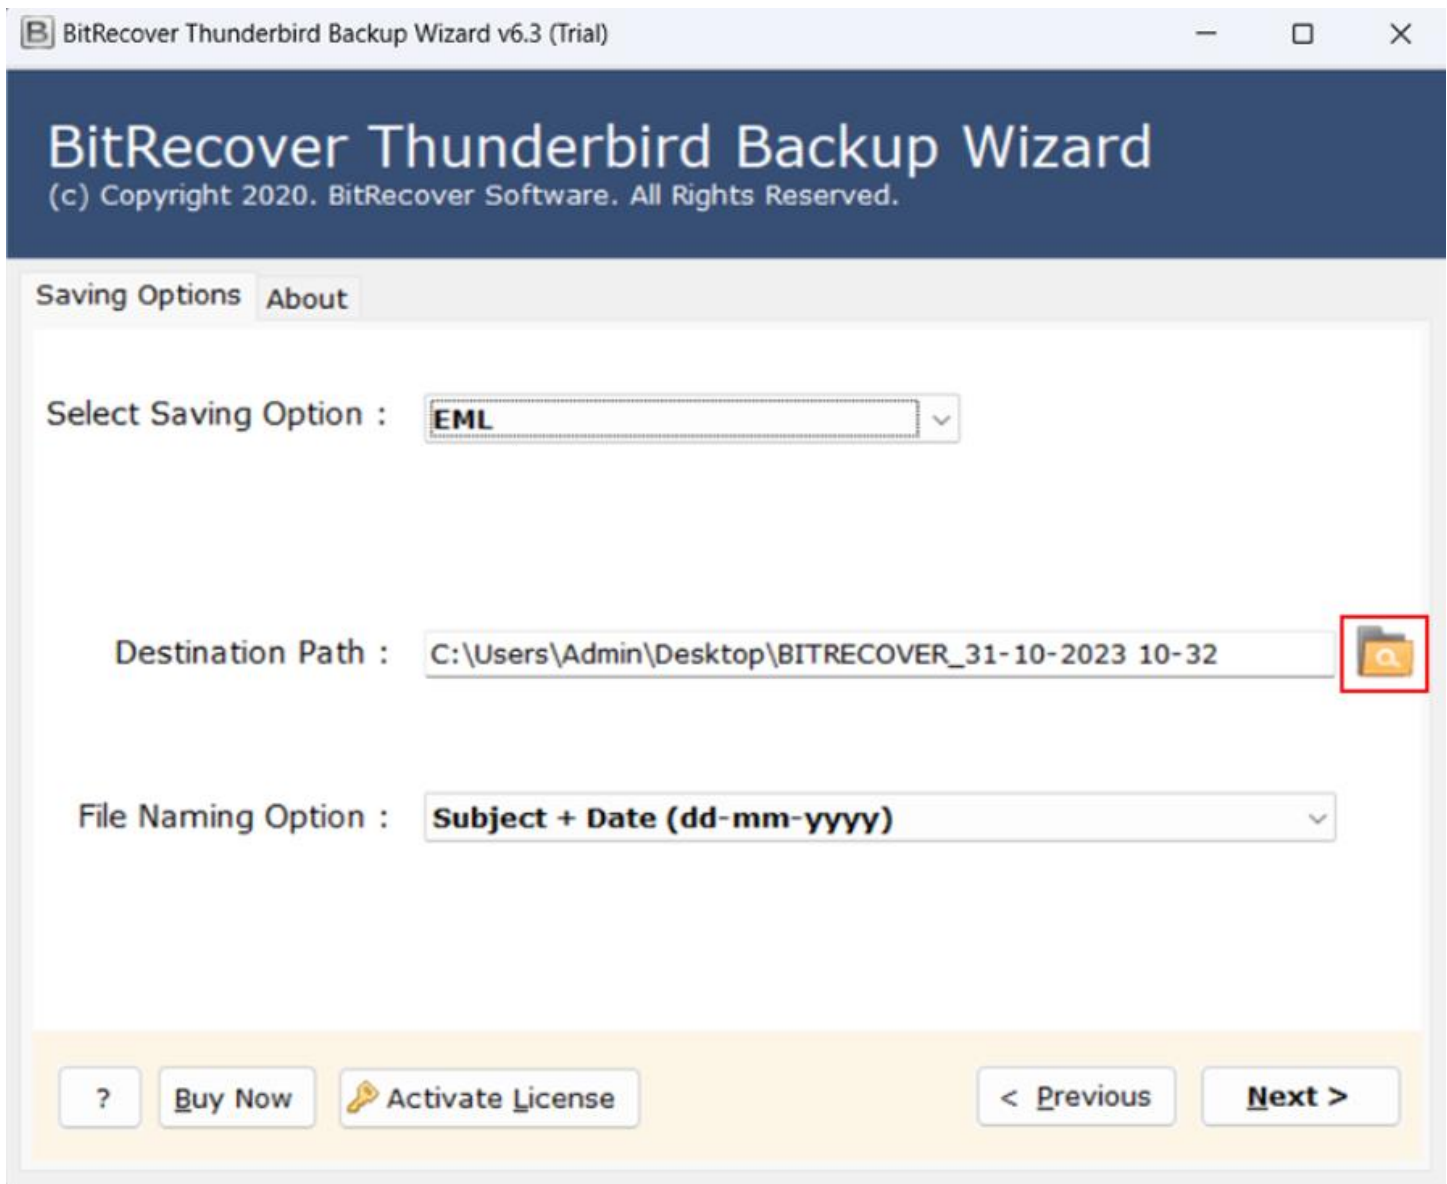 BitRecover Thunderbird Backup Wizard v6.3 (Trial)
BitRecover Thunderbird Backup Wizard
(c) Copyright 2020. BitRecover Software. All Rights Reserved.
Saving Options About
Select Saving Option : EML
Destination Path : C:\Users\Admin\Desktop\BITRECOVER_31-10-2023 10-32
File Naming Option : Subject + Date (dd-mm-yyyy)
? Buy Now Activate License < Previous Next >